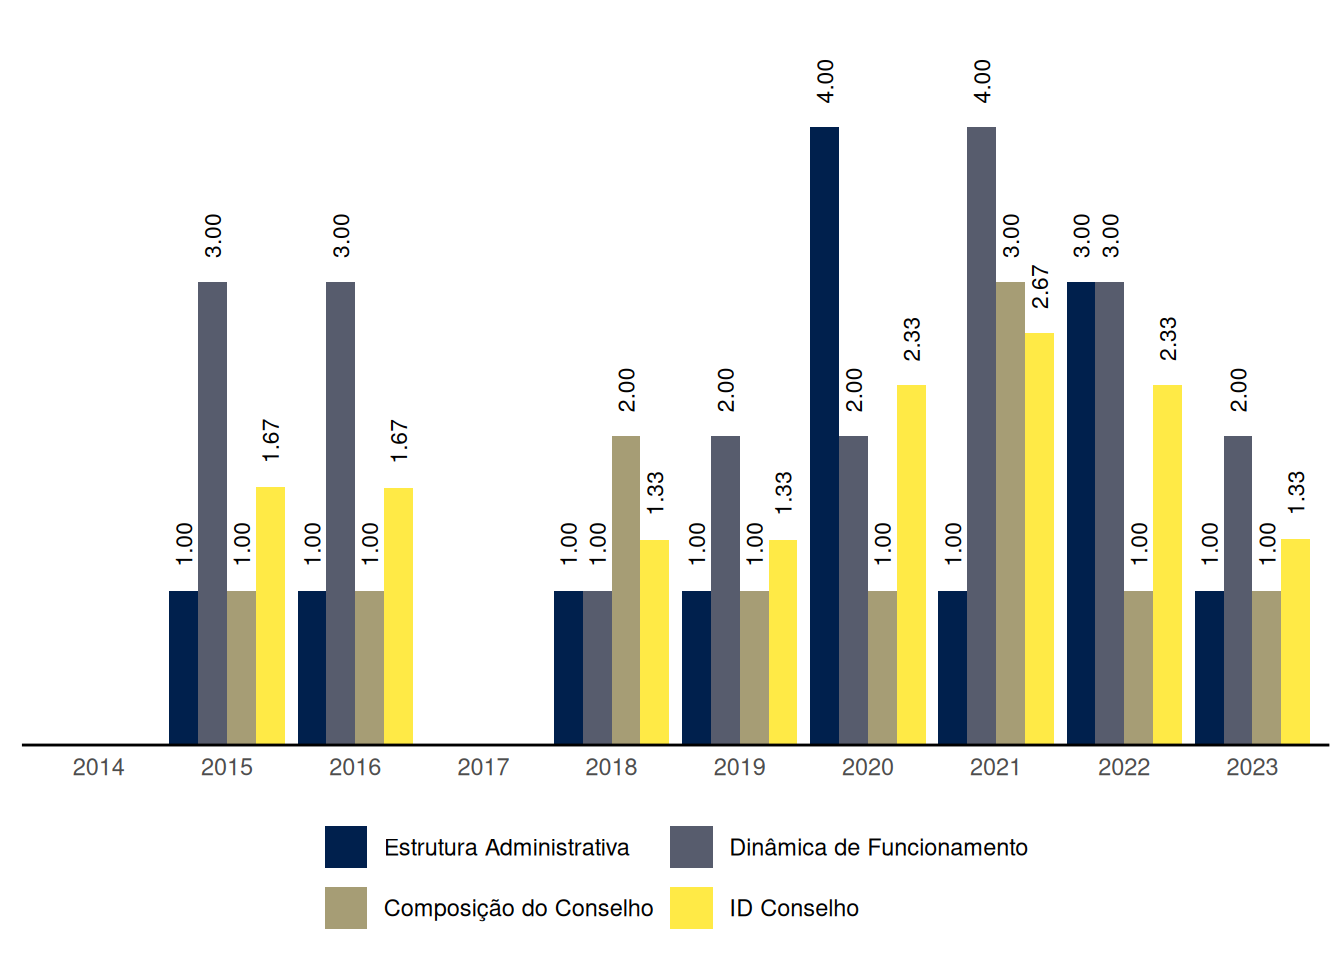 4.00 4.00
3.00 3.00 3.00 3.00 3.00
2.67
2.33 2.33
2.00 2.00 2.00 2.00
1.67 1.67
1.33 1.33 1.33
1.00 1.00 1.00 1.00 1.00 1.00 1.00 1.00 1.00 1.00 1.00 1.00 1.00
2014 2015 2016 2017 2018 2019 2020 2021 2022 2023
Estrutura Administrativa Dinâmica de Funcionamento
Composição do Conselho ID Conselho